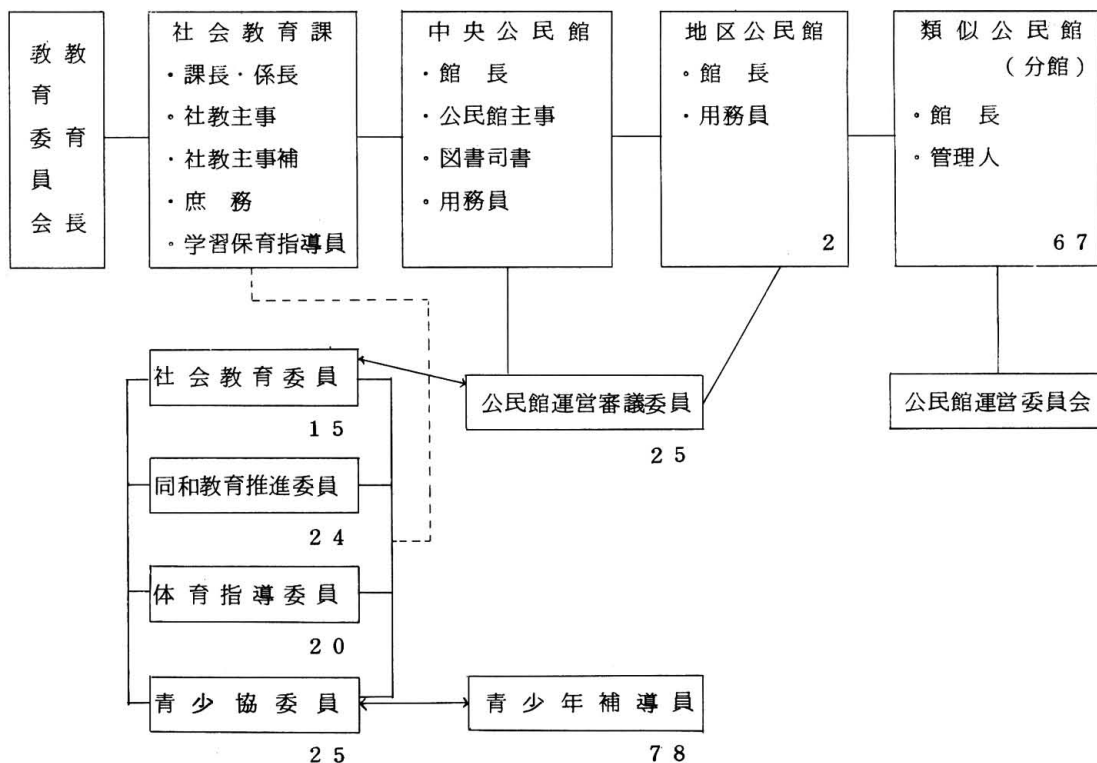 教育委員会
教育長
社会教育課
・課長・係長
・社教主事
・社教主事補
・庶務
・学習保育指導員
中央公民館
・館長
・公民館主事
・図書司書
・用務員
地区公民館
・館長
・用務員
2
類似公民館
(分館)
・館長
・管理人
67
社会教育委員
15
同和教育推進委員
24
体育指導委員
20
青少協委員
25
公民館運営審議委員
25
青少年補導員
78
公民館運営委員会